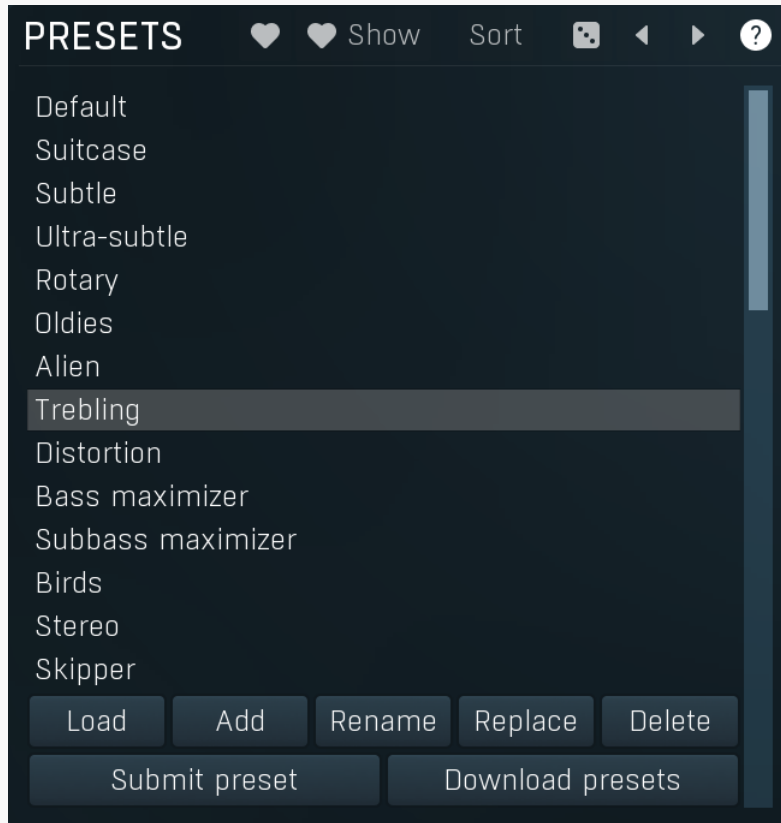 PRESETS Show Sort ?
Default
Suitcase
Subtle
Ultra-subtle
Rotary
Oldies
Alien
Trebling
Distortion
Bass maximizer
Subbass maximizer
Birds
Stereo
Skipper
Load Add Rename Replace Delete
Submit preset Download presets